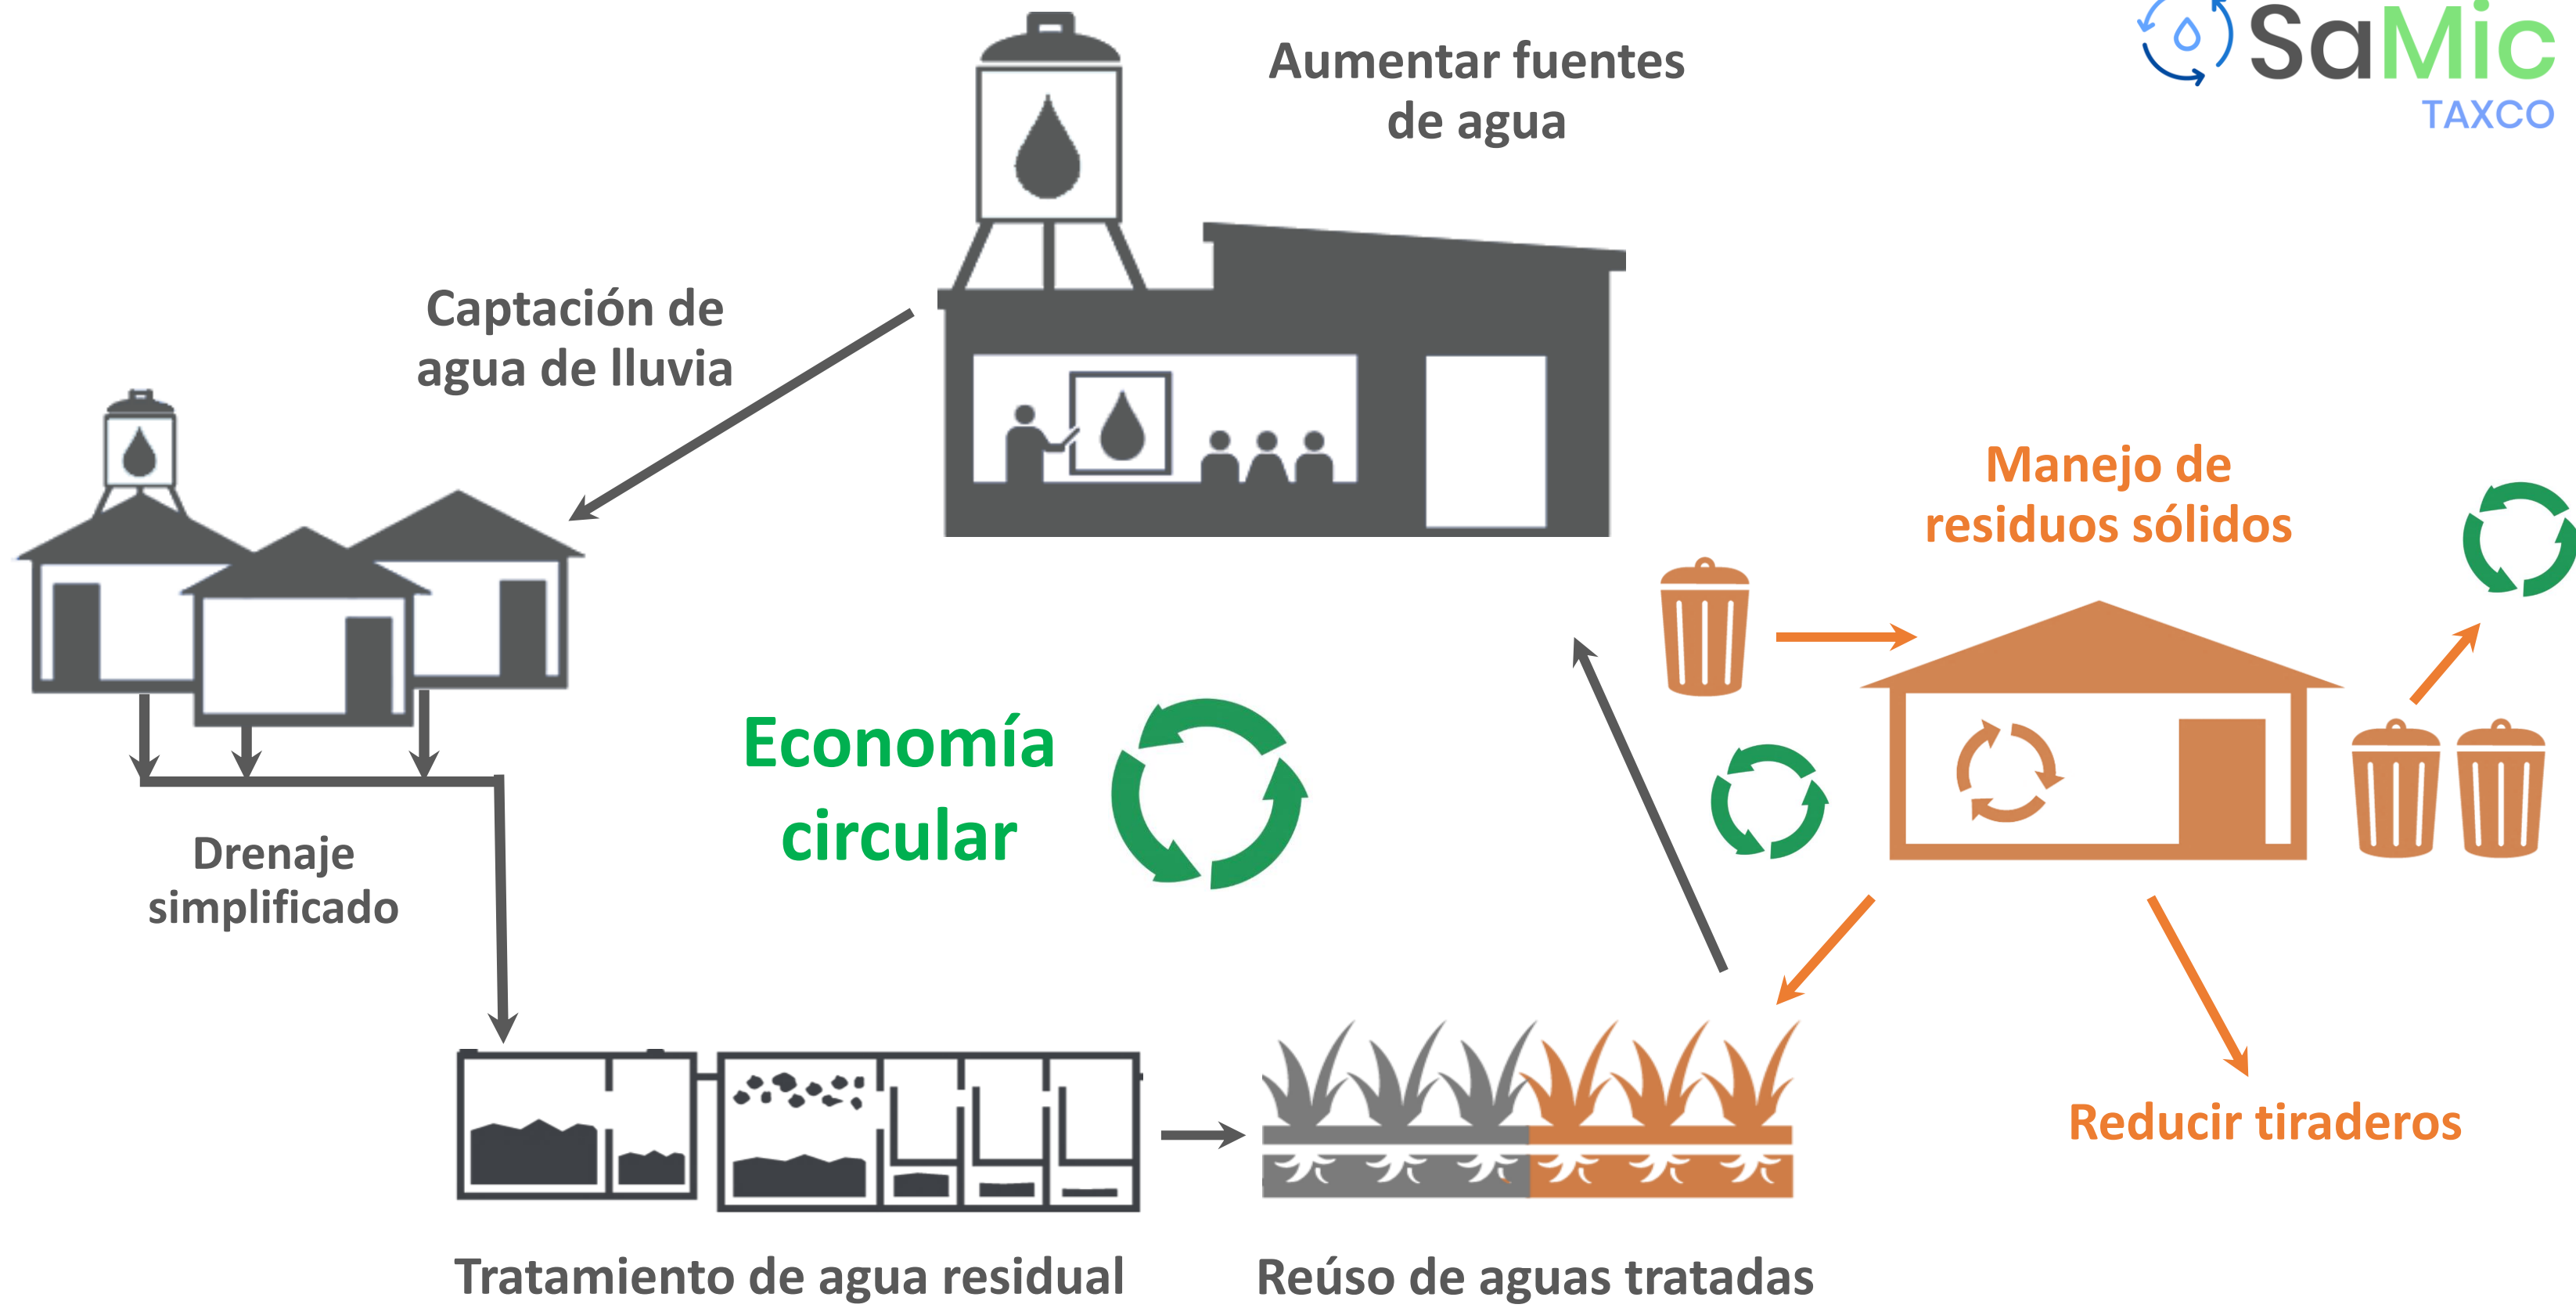 SaMic
TAXCO
Aumentar fuentes
de agua
Captación de
agua de lluvia
Manejo de
residuos sólidos
Economía
circular
Drenaje
simplificado
Reducir tiraderos
Tratamiento de agua residual
Reúso de aguas tratadas